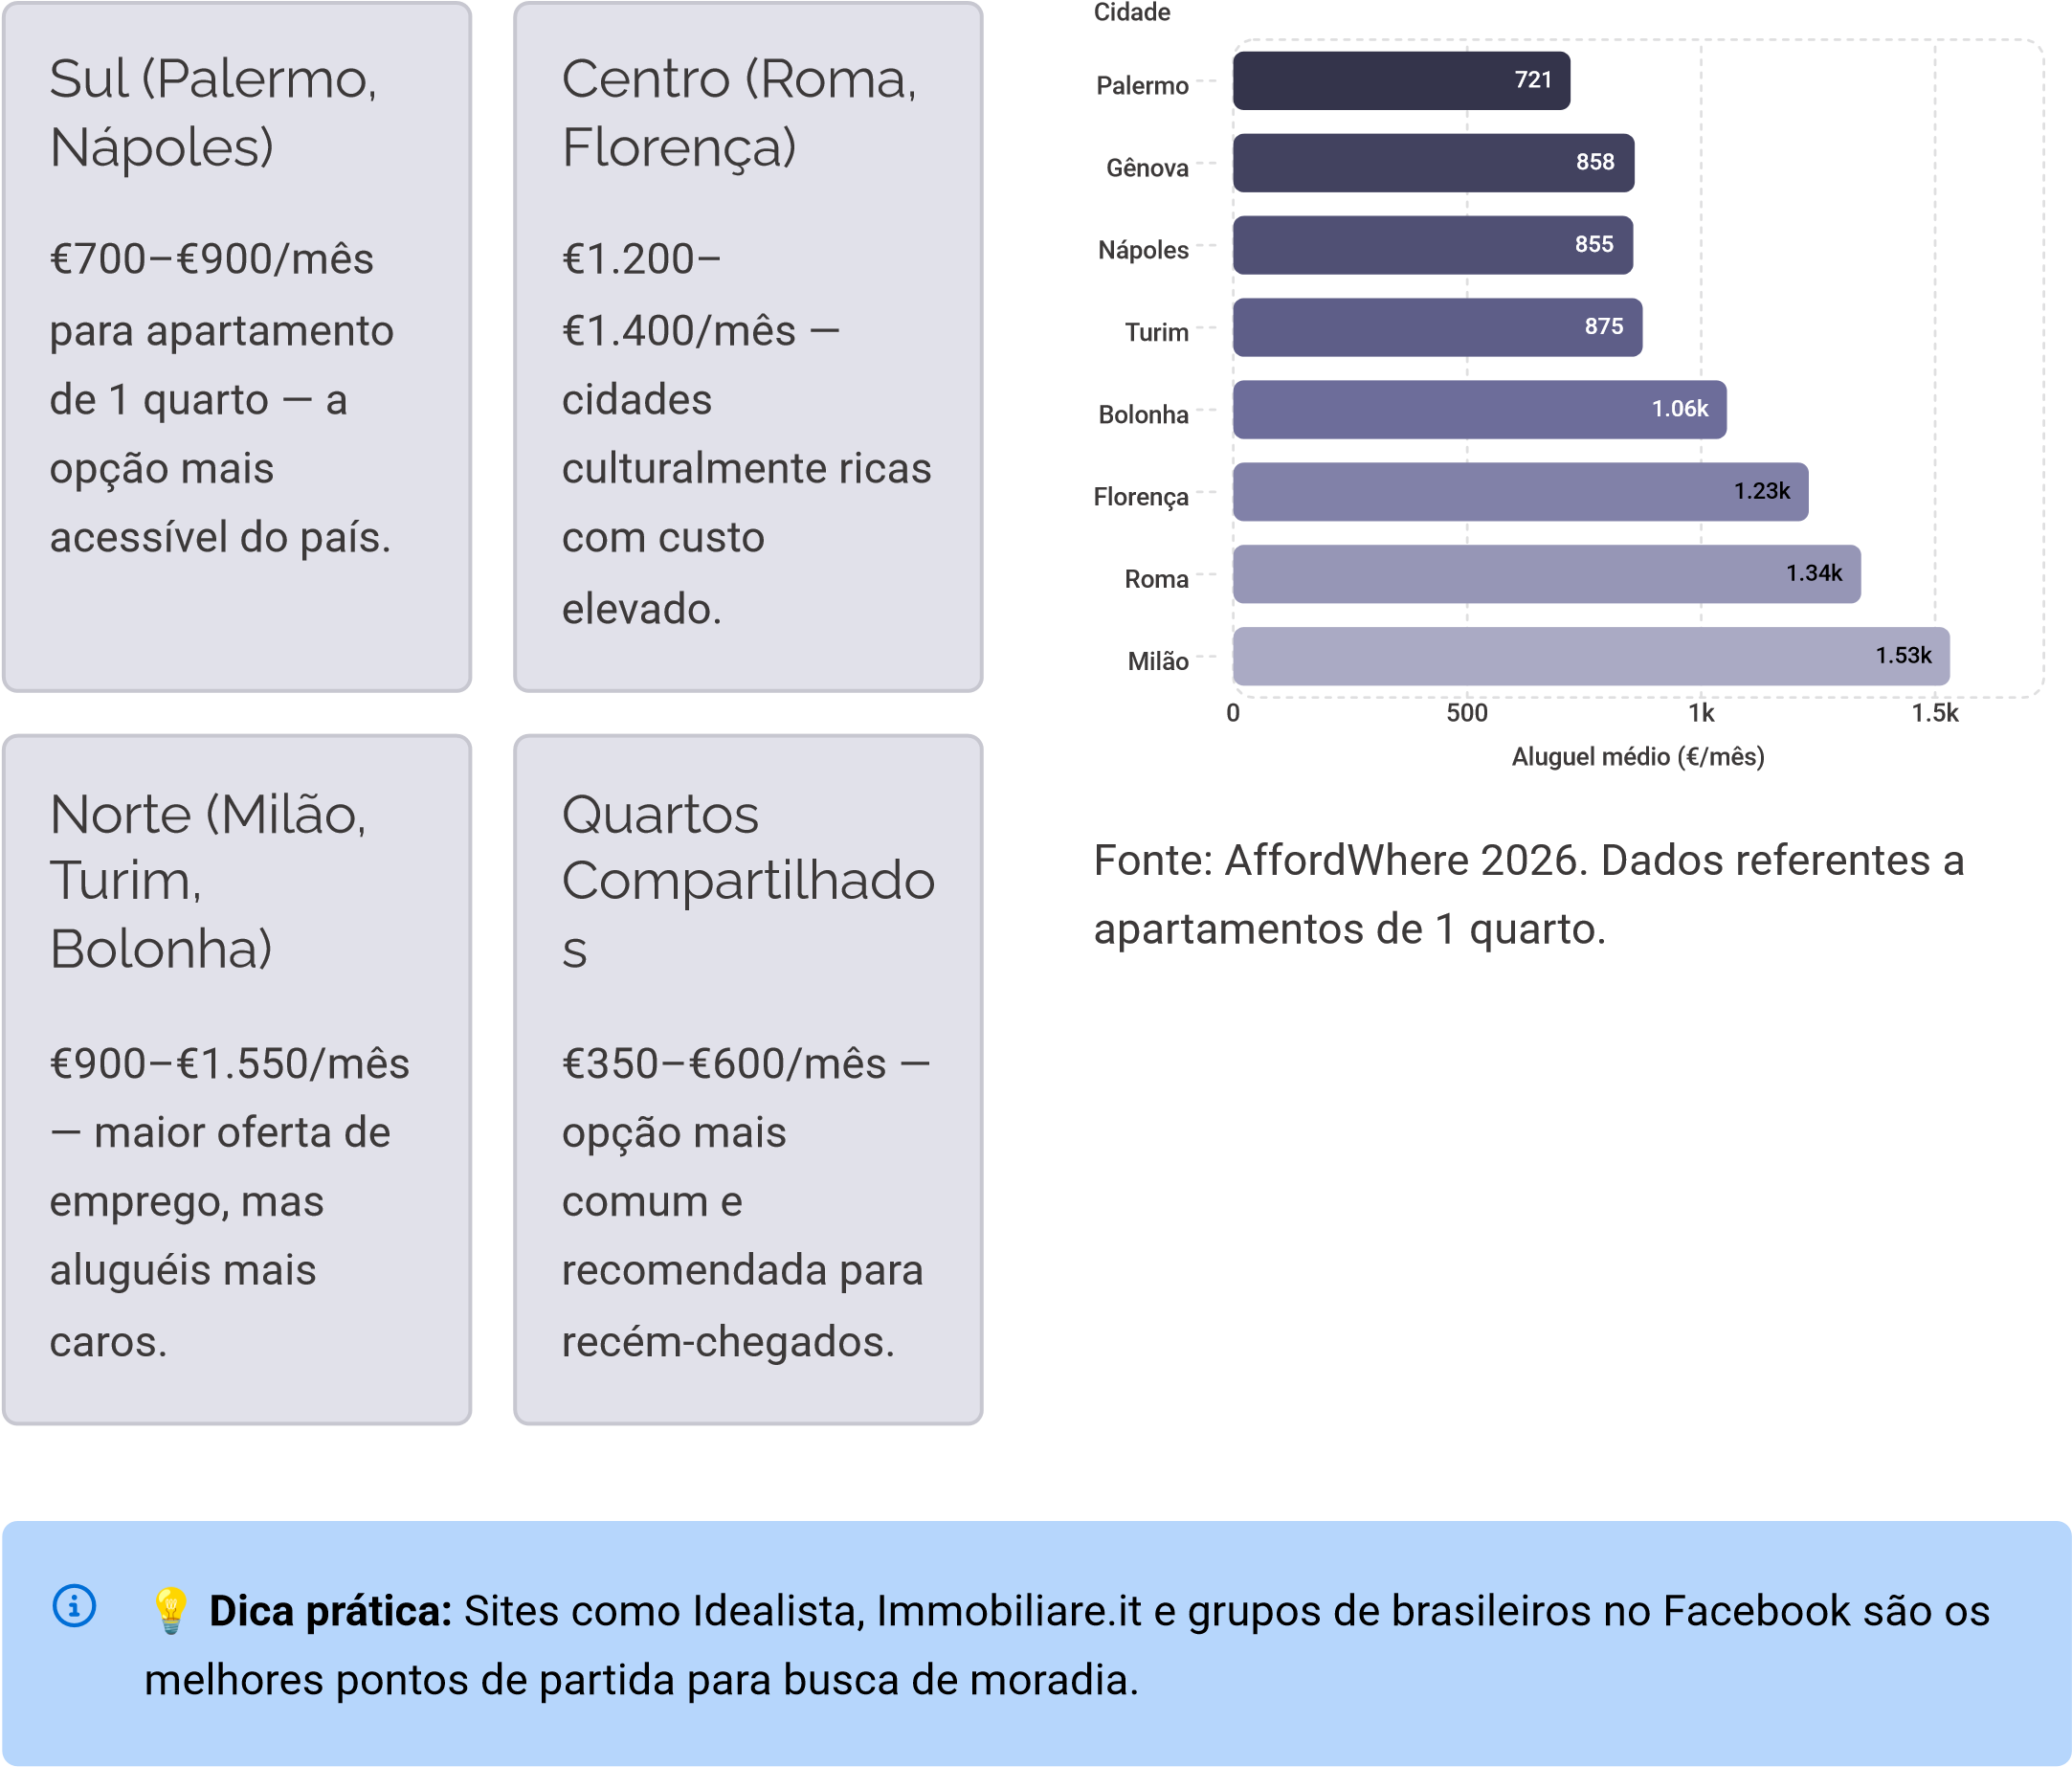 Sul (Palermo,
Nápoles)
€700–€900/mês
para apartamento
de 1 quarto — a
opção mais
acessível do país.
Centro (Roma,
Florença)
€1.200–
€1.400/mês —
cidades
culturalmente ricas
com custo
elevado.
Norte (Milão,
Turim,
Bolonha)
€900–€1.550/mês
— maior oferta de
emprego, mas
aluguéis mais
caros.
Quartos
Compartilhado
s
€350–€600/mês —
opção mais
comum e
recomendada para
recém-chegados.
Cidade
Palermo 721
Gênova 858
Nápoles 855
Turim 875
Bolonha 1.06k
Florença 1.23k
Roma 1.34k
Milão 1.53k
0 500 1k 1.5k
Aluguel médio (€/mês)
Fonte: AffordWhere 2026. Dados referentes a
apartamentos de 1 quarto.
💡 Dica prática: Sites como Idealista, Immobiliare.it e grupos de brasileiros no Facebook são os
melhores pontos de partida para busca de moradia.